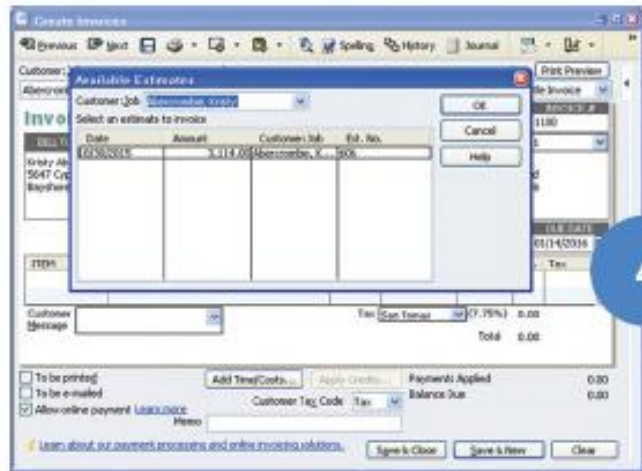 Create Invoices
Previous Next Spelling History Journal
Customer: Print Preview
Available Estimates
Customer:Job Abercrombie, Kristy OK
Select an estimate to invoice Cancel
Date Amount Customer:Job Est. No. Help
3,114.00 Abercrombie, K... 606
Invo
INVOICE #
1100
Kristy Ab
5647 Cyp
Bayshore
DUE DATE
01/14/2016
ITEM Tax
Customer Message Tax San Tomas (7.75%) 0.00
Total 0.00
To be printed Add Time/Costs... Apply Credits... Payments Applied 0.00
To be e-mailed Customer Tax Code Tax Balance Due 0.00
Allow online payment Learn more
Memo
Learn about our payment processing and online invoicing solutions. Save & Close Save & New Clear